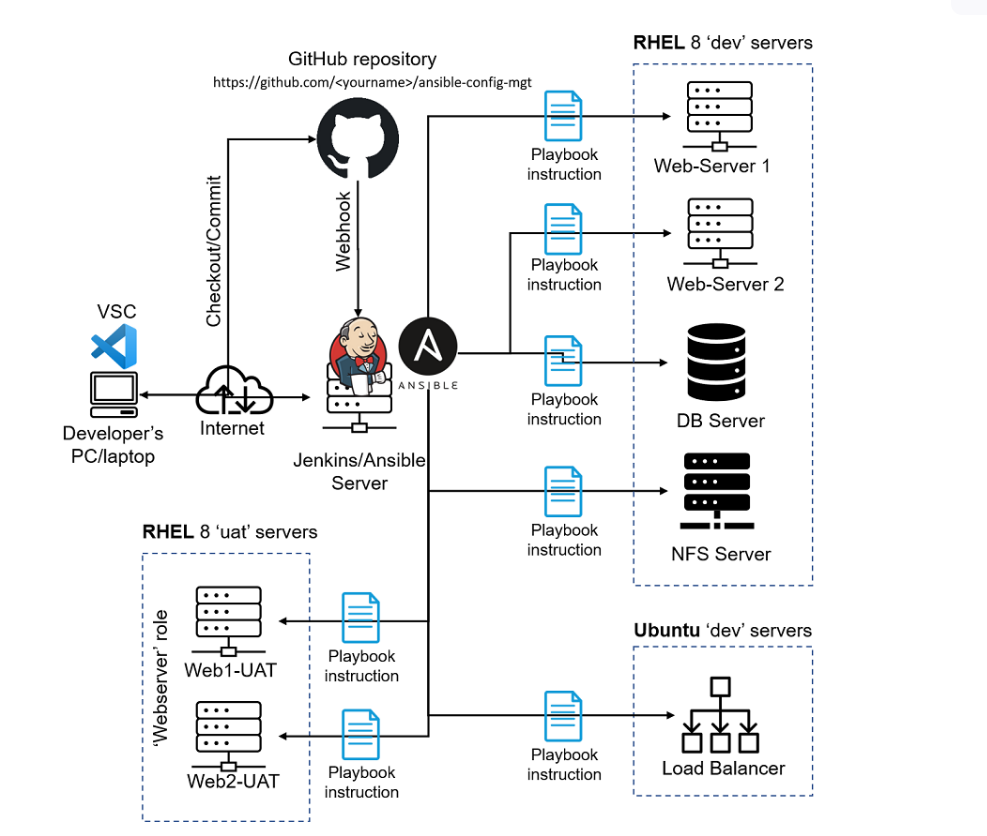 RHEL 8 ‘dev’ servers
GitHub repository
https://github.com/<yourname>/ansible-config-mgt
Playbook
instruction
Web-Server 1
Checkout/Commit
Webhook
Playbook
instruction
Web-Server 2
VSC
ANSIBLE
Playbook
instruction
DB Server
Internet
Developer’s
PC/laptop
Jenkins/Ansible
Server
Playbook
instruction
NFS Server
RHEL 8 ‘uat’ servers
‘Webserver’ role
Playbook
instruction
Web1-UAT
Playbook
instruction
Web2-UAT
Ubuntu ‘dev’ servers
Playbook
instruction
Load Balancer